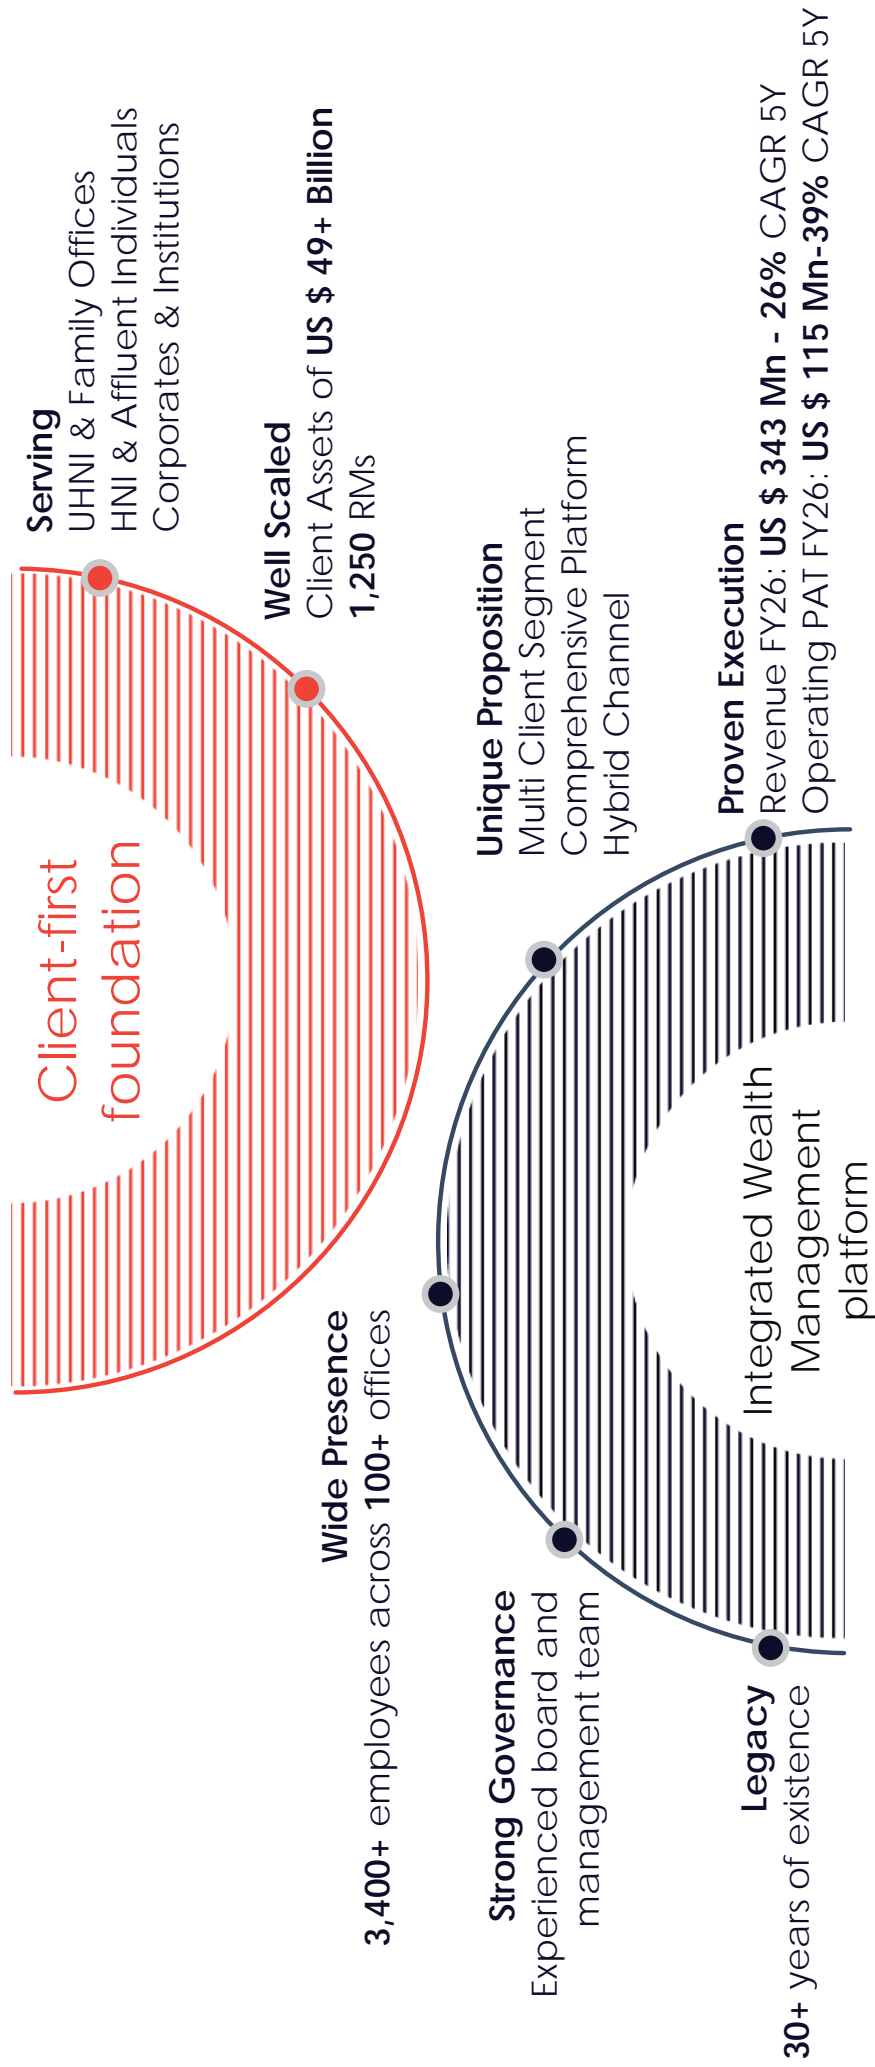 Client-first
foundation
Serving
UHNI & Family Offices
HNI & Affluent Individuals
Corporates & Institutions
Well Scaled
Client Assets of US $ 49+ Billion
1,250 RMs
Wide Presence
3,400+ employees across 100+ offices
Unique Proposition
Multi Client Segment
Comprehensive Platform
Hybrid Channel
Strong Governance
Experienced board and
management team
Proven Execution
Revenue FY26: US $ 343 Mn - 26% CAGR 5Y
Operating PAT FY26: US $ 115 Mn-39% CAGR 5Y
Legacy
30+ years of existence
Integrated Wealth
Management
platform